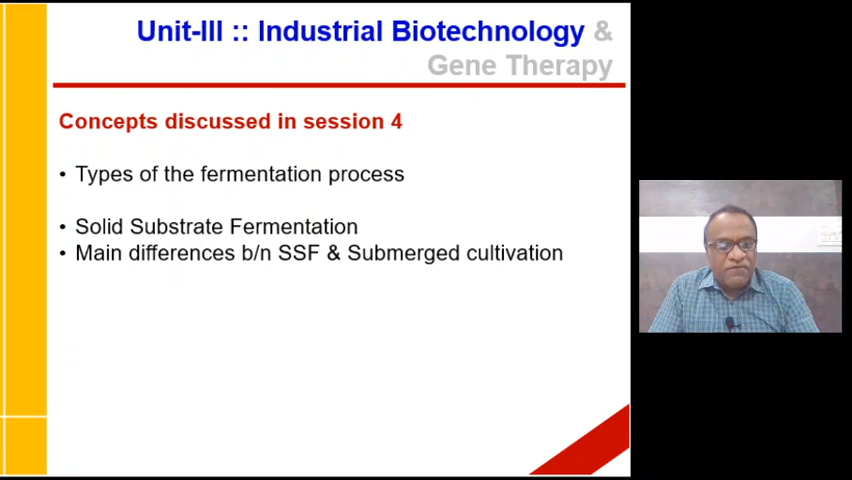 Unit-III :: Industrial Biotechnology &
Gene Therapy
Concepts discussed in session 4
• Types of the fermentation process
• Solid Substrate Fermentation
• Main differences b/n SSF & Submerged cultivation